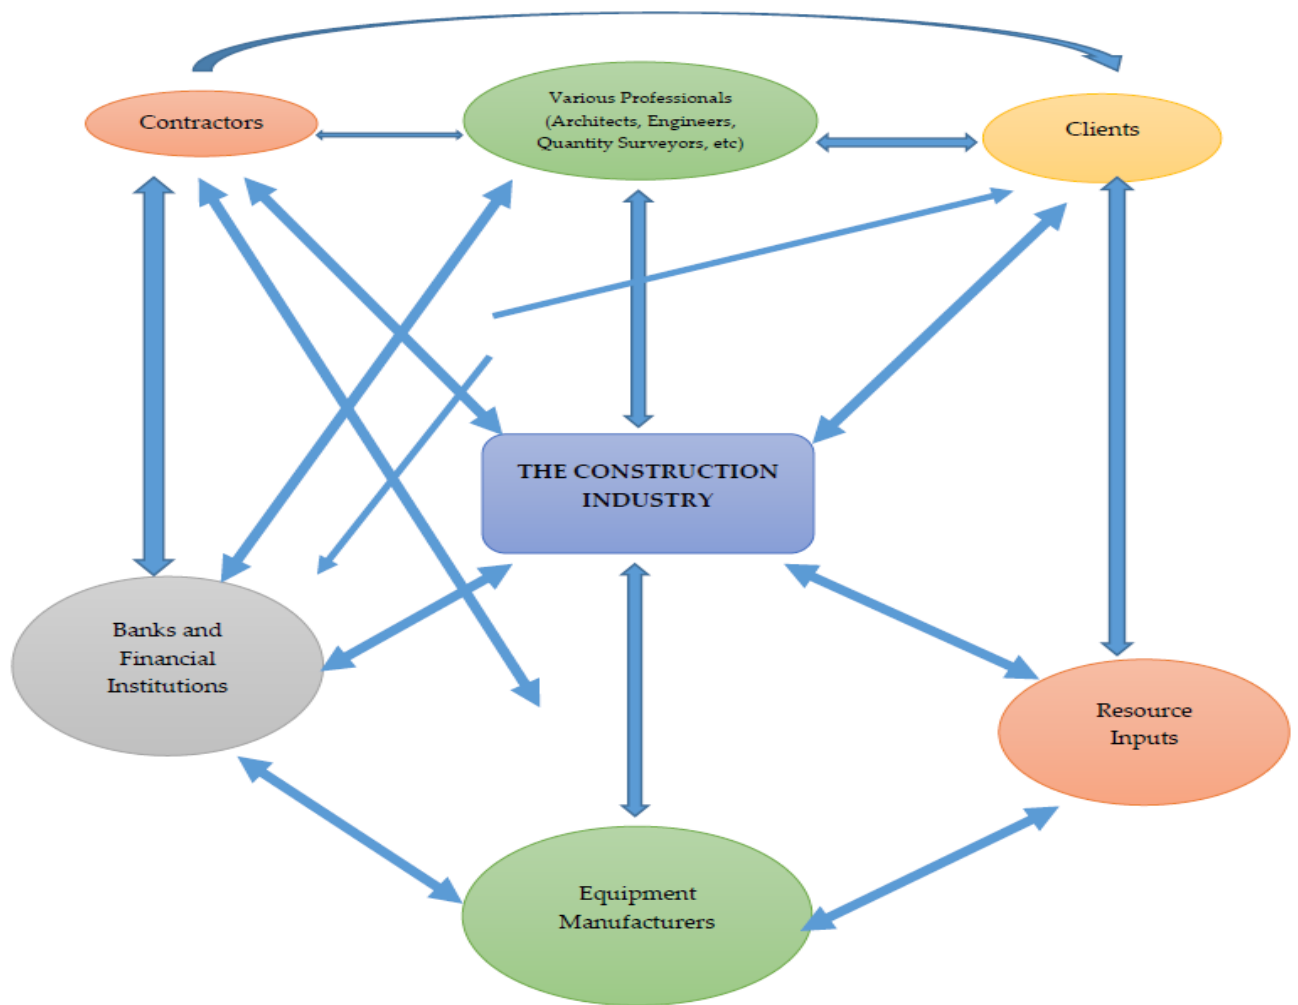 Contractors
Various Professionals
(Architects, Engineers,
Quantity Surveyors, etc)
Clients
THE CONSTRUCTION
INDUSTRY
Banks and
Financial
Institutions
Resource
Inputs
Equipment
Manufacturers